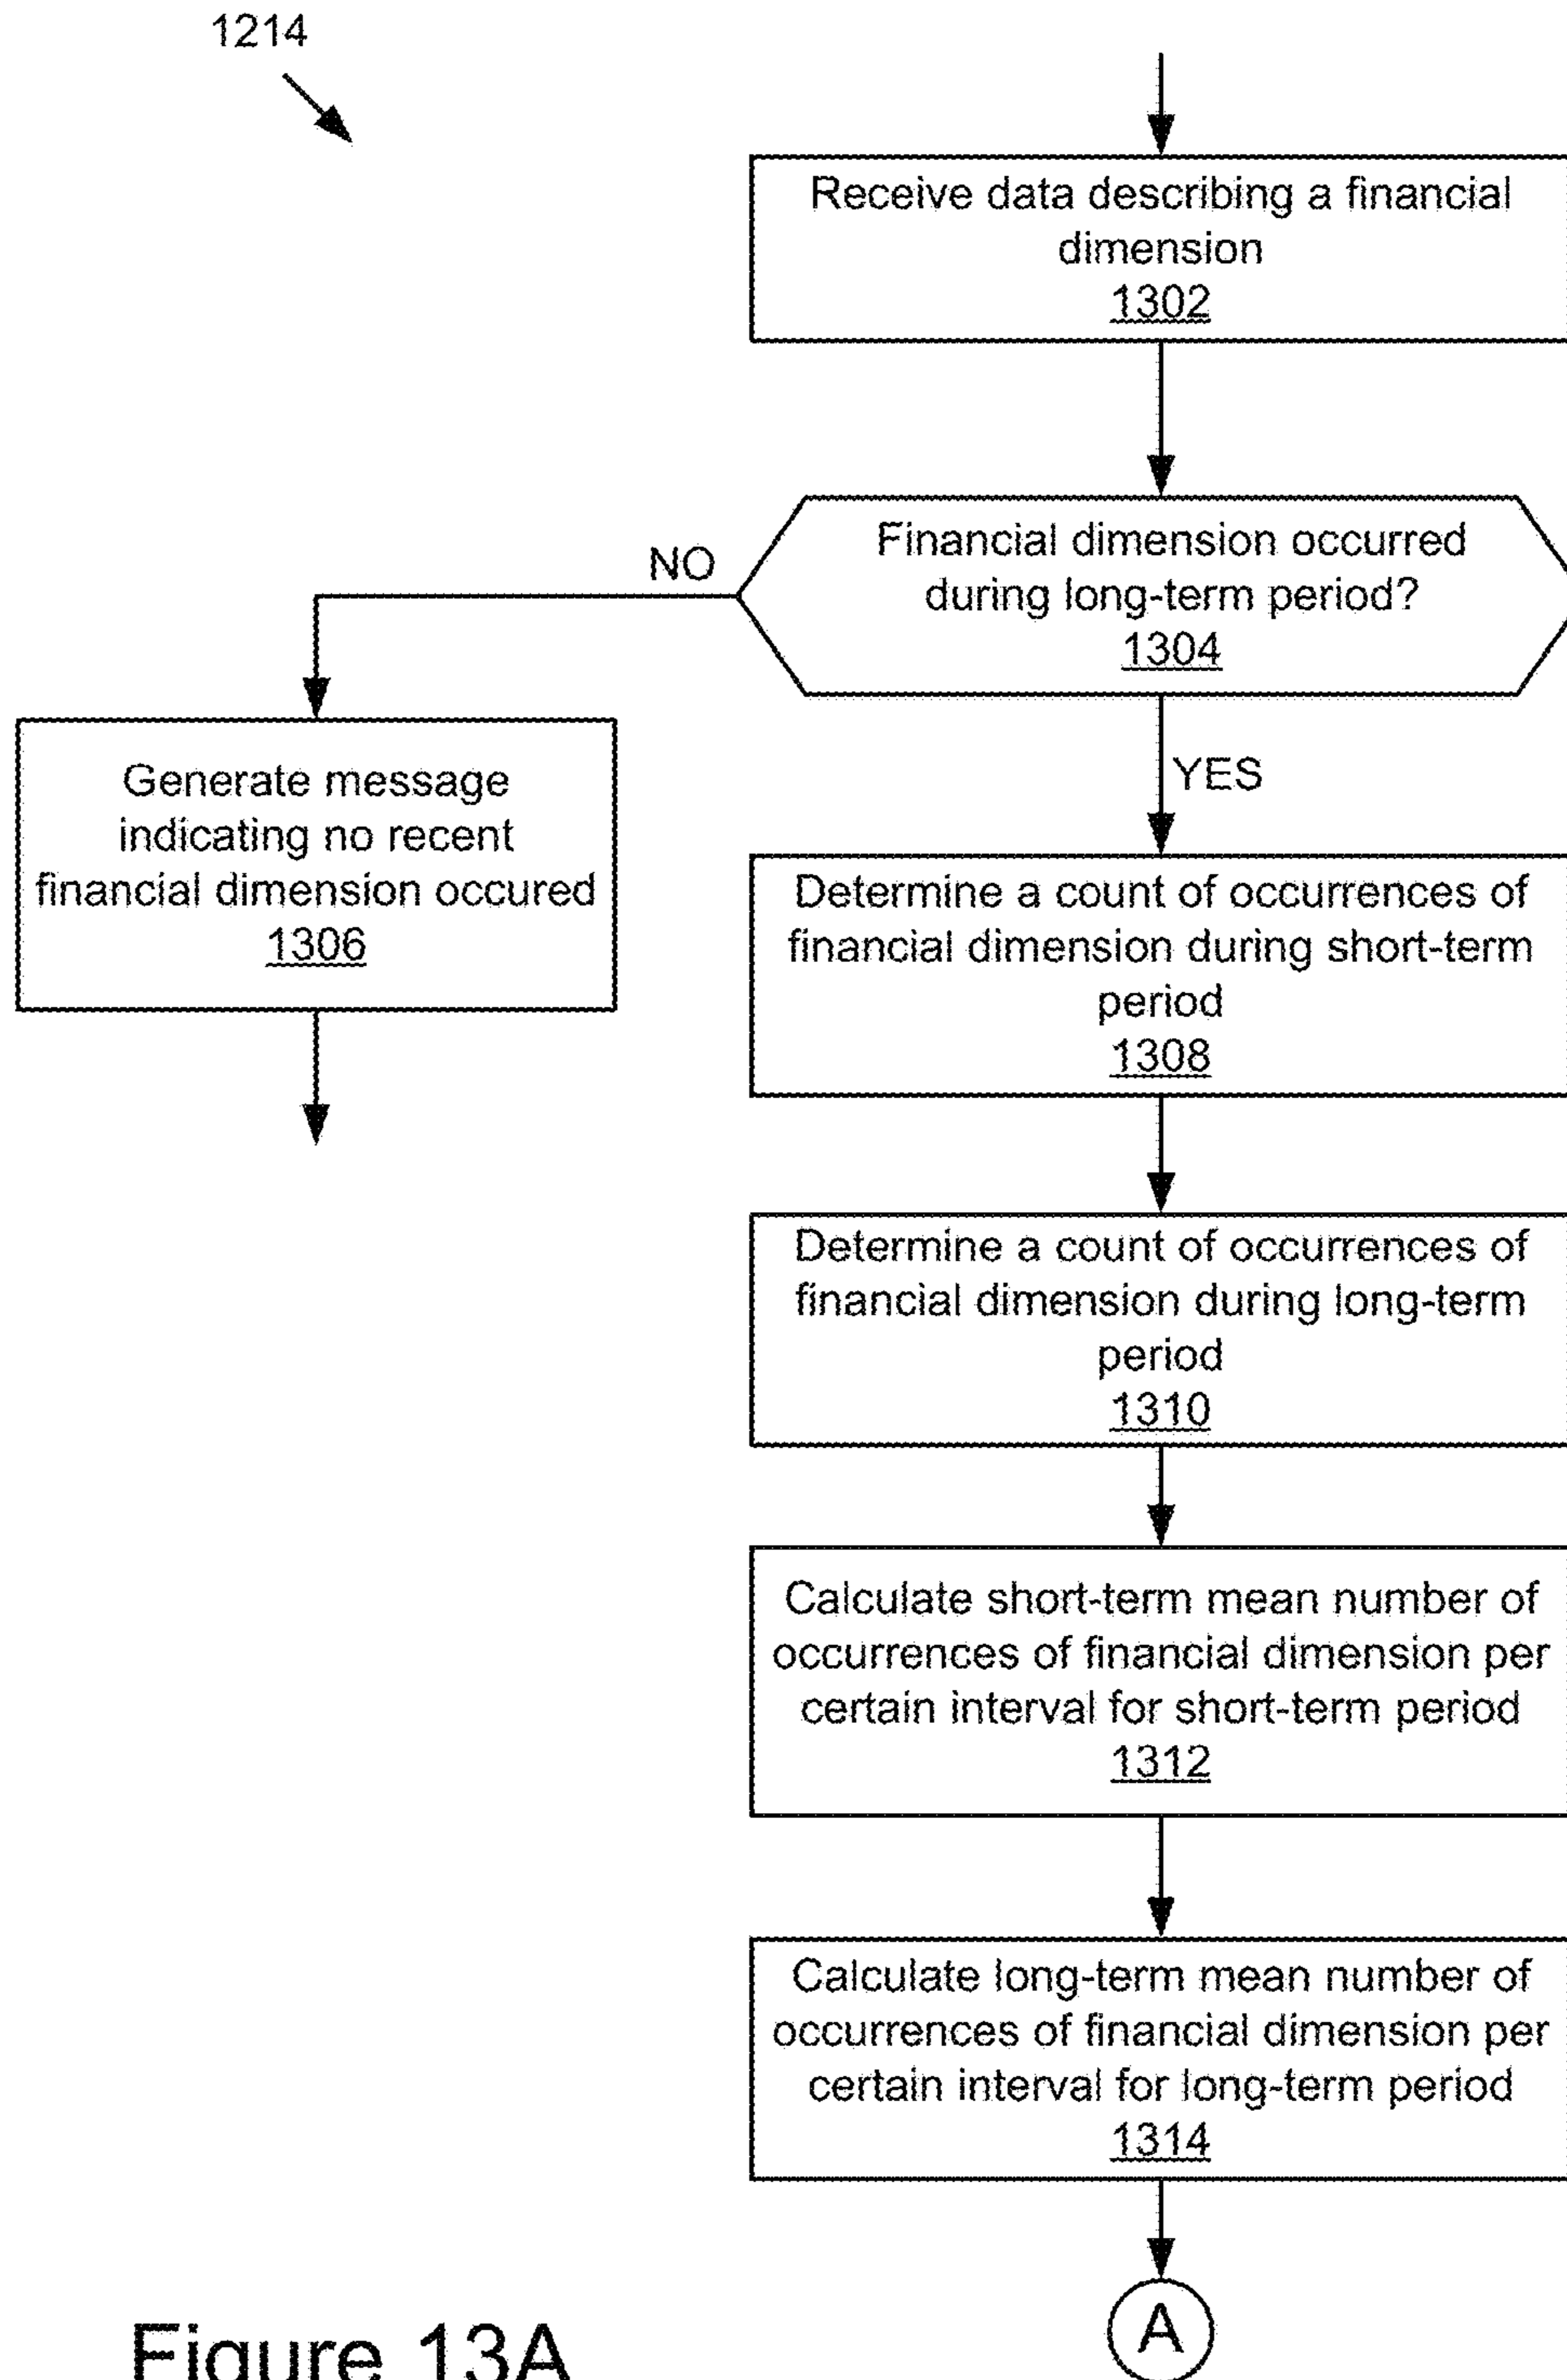 1214
Receive data describing a financial
dimension
1302
Financial dimension occurred
during long-term period?
1304
NO
YES
Generate message
indicating no recent
financial dimension occured
1306
Determine a count of occurrences of
financial dimension during short-term
period
1308
Determine a count of occurrences of
financial dimension during long-term
period
1310
Calculate short-term mean number of
occurrences of financial dimension per
certain interval for short-term period
1312
Calculate long-term mean number of
occurrences of financial dimension per
certain interval for long-term period
1314
A
Figure 13A